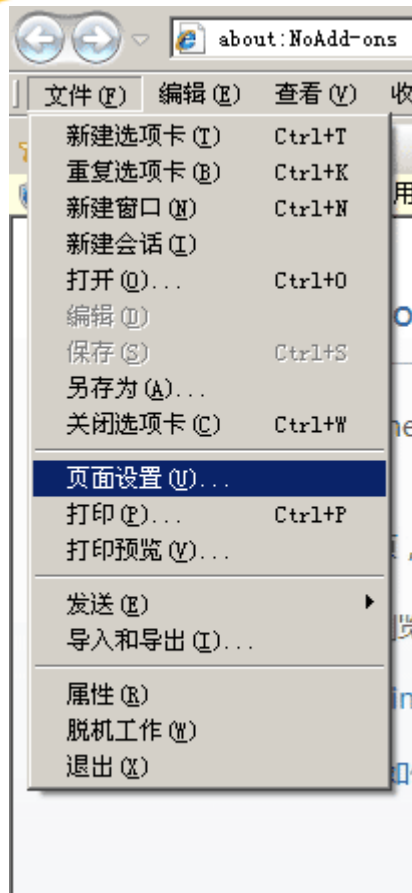 about:NoAdd-ons
文件(F) 编辑(E) 查看(V) 收
新建选项卡(T) Ctrl+T
重复选项卡(B) Ctrl+K
新建窗口(N) Ctrl+N
新建会话(I)
打开(O)... Ctrl+O
编辑(D)
保存(S) Ctrl+S
另存为(A)...
关闭选项卡(C) Ctrl+W
页面设置(U)...
打印(P)... Ctrl+P
打印预览(V)...
发送(E)
导入和导出(I)...
属性(R)
脱机工作(W)
退出(X)